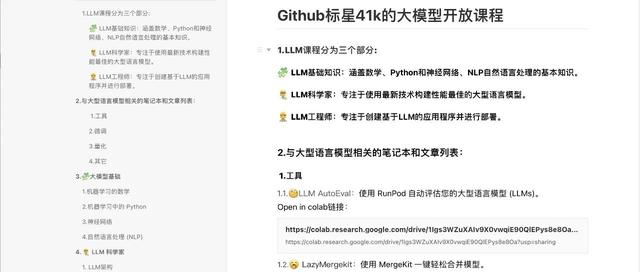 1.LLM课程分为三个部分:
LLM基础知识：涵盖数学、Python和神经
网络、NLP自然语言处理的基本知识。
LLM科学家：专注于使用最新技术构建性
能最佳的大型语言模型。
LLM工程师：专注于创建基于LLM的应用
程序并进行部署。
2.与大型语言模型相关的笔记本和文章列表：
1.工具
2.微调
3.量化
4.其它
3.大模型基础
1.机器学习的数学
2.机器学习中的 Python
3.神经网络
4.自然语言处理 (NLP)
4. LLM 科学家
1. LLM架构
Github标星41k的大模型开放课程
1.LLM课程分为三个部分:
LLM基础知识：涵盖数学、Python和神经网络、NLP自然语言处理的基本知识。
LLM科学家：专注于使用最新技术构建性能最佳的大型语言模型。
LLM工程师：专注于创建基于LLM的应用程序并进行部署。
2.与大型语言模型相关的笔记本和文章列表：
1.工具
1.1.LLM AutoEval：使用 RunPod 自动评估您的大型语言模型 (LLMs)。
Open in colab链接：
https://colab.research.google.com/drive/1Igs3WZuXAIv9X0vwqiE90QlEPys8e8Oa...
https://colab.research.google.com/drive/1Igs3WZuXAIv9X0vwqiE90QlEPys8e8Oa?usp=sharing
1.2. LazyMergekit：使用 MergeKit 一键轻松合并模型。